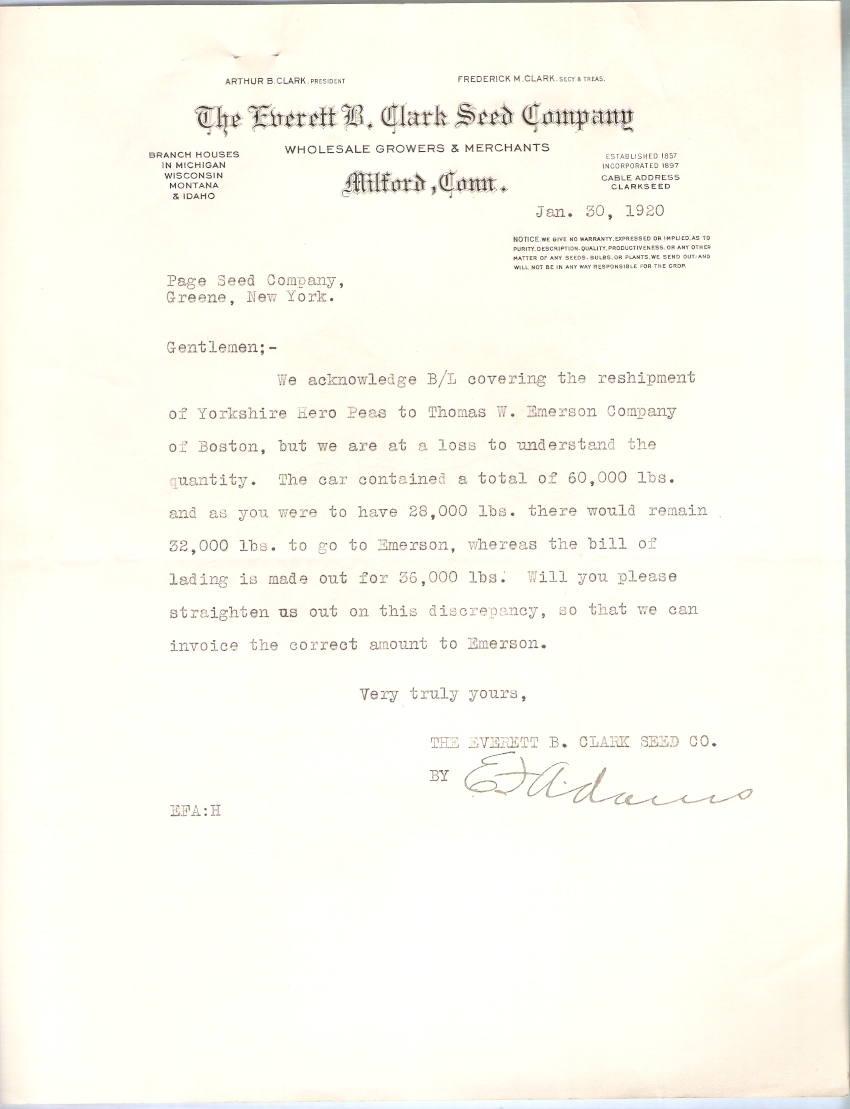 ARTHUR B. CLARK, PRESIDENT
FREDERICK M. CLARK, SECY & TREAS.
The Everett B. Clark Seed Company
WHOLESALE GROWERS & MERCHANTS
Milford, Conn.
BRANCH HOUSES
IN MICHIGAN
WISCONSIN
MONTANA
& IDAHO
ESTABLISHED 1857
INCORPORATED 1897
CABLE ADDRESS
CLARKSEED
Jan. 30, 1920
NOTICE. WE GIVE NO WARRANTY, EXPRESSED OR IMPLIED, AS TO
PURITY, DESCRIPTION, QUALITY, PRODUCTIVENESS, OR ANY OTHER
MATTER OF ANY SEEDS, BULBS, OR PLANTS, WE SEND OUT, AND
WILL NOT BE IN ANY WAY RESPONSIBLE FOR THE CROP.
Page Seed Company,
Greene, New York.
Gentlemen;-
We acknowledge B/L covering the reshipment
of Yorkshire Hero Peas to Thomas W. Emerson Company
of Boston, but we are at a loss to understand the
quantity. The car contained a total of 60,000 lbs.
and as you were to have 28,000 lbs. there would remain
32,000 lbs. to go to Emerson, whereas the bill of
lading is made out for 36,000 lbs. Will you please
straighten us out on this discrepancy, so that we can
invoice the correct amount to Emerson.
Very truly yours,
THE EVERETT B. CLARK SEED CO.
BY E F Adams
EFA:H